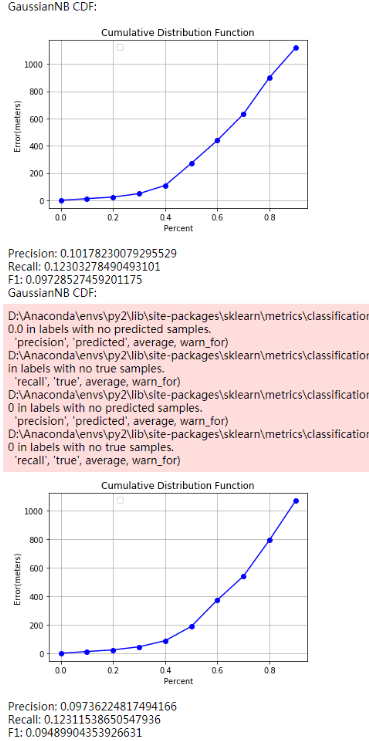 GaussianNB CDF:
Cumulative Distribution Function
1000
800
600
400
200
0
Error(meters)
0.0 0.2 0.4 0.6 0.8
Percent
Precision: 0.10178230079295529
Recall: 0.12303278490493101
F1: 0.09728527459201175
GaussianNB CDF:
D:\Anaconda\envs\py2\lib\site-packages\sklearn\metrics\classification
0.0 in labels with no predicted samples.
'precision', 'predicted', average, warn_for)
D:\Anaconda\envs\py2\lib\site-packages\sklearn\metrics\classification
in labels with no true samples.
'recall', 'true', average, warn_for)
D:\Anaconda\envs\py2\lib\site-packages\sklearn\metrics\classification
0 in labels with no predicted samples.
'precision', 'predicted', average, warn_for)
D:\Anaconda\envs\py2\lib\site-packages\sklearn\metrics\classification
0 in labels with no true samples.
'recall', 'true', average, warn_for)
Cumulative Distribution Function
1000
800
600
400
200
0
Error(meters)
0.0 0.2 0.4 0.6 0.8
Percent
Precision: 0.09736224817494166
Recall: 0.12311538650547936
F1: 0.09489904353926631